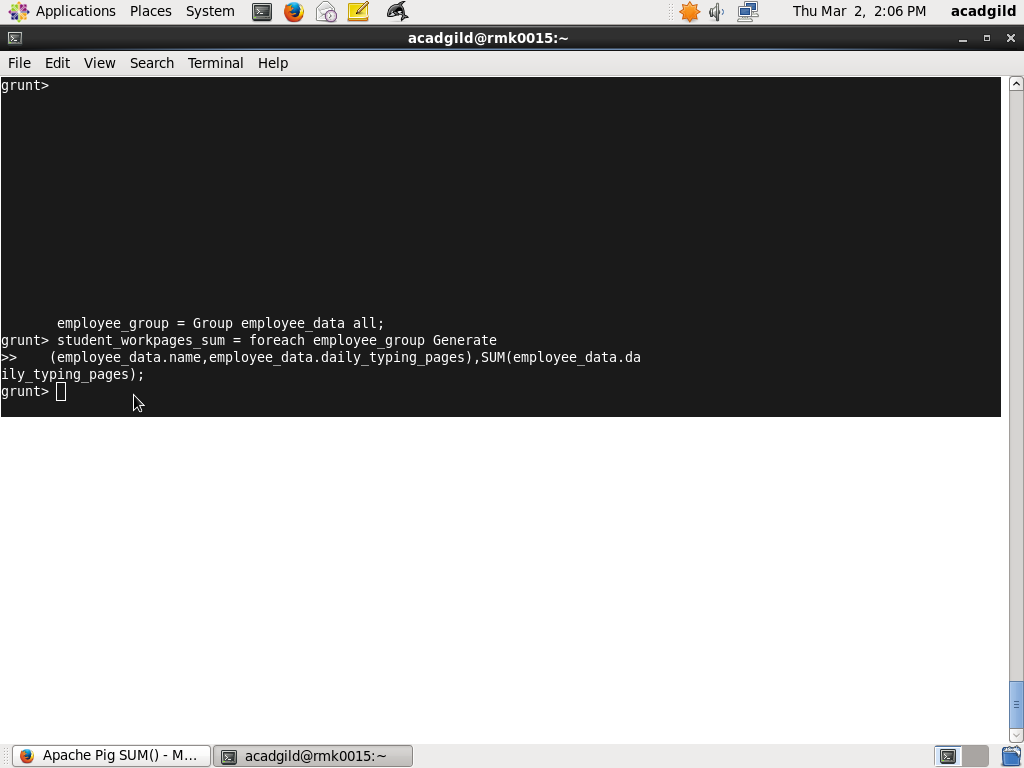 Applications Places System Thu Mar 2, 2:06 PM acadgild
acadgild@rmk0015:~
File Edit View Search Terminal Help
grunt>
employee_group = Group employee_data all;
grunt> student_workpages_sum = foreach employee_group Generate
>> (employee_data.name,employee_data.daily_typing_pages),SUM(employee_data.da
ily_typing_pages);
grunt>
Apache Pig SUM() - M... acadgild@rmk0015:~